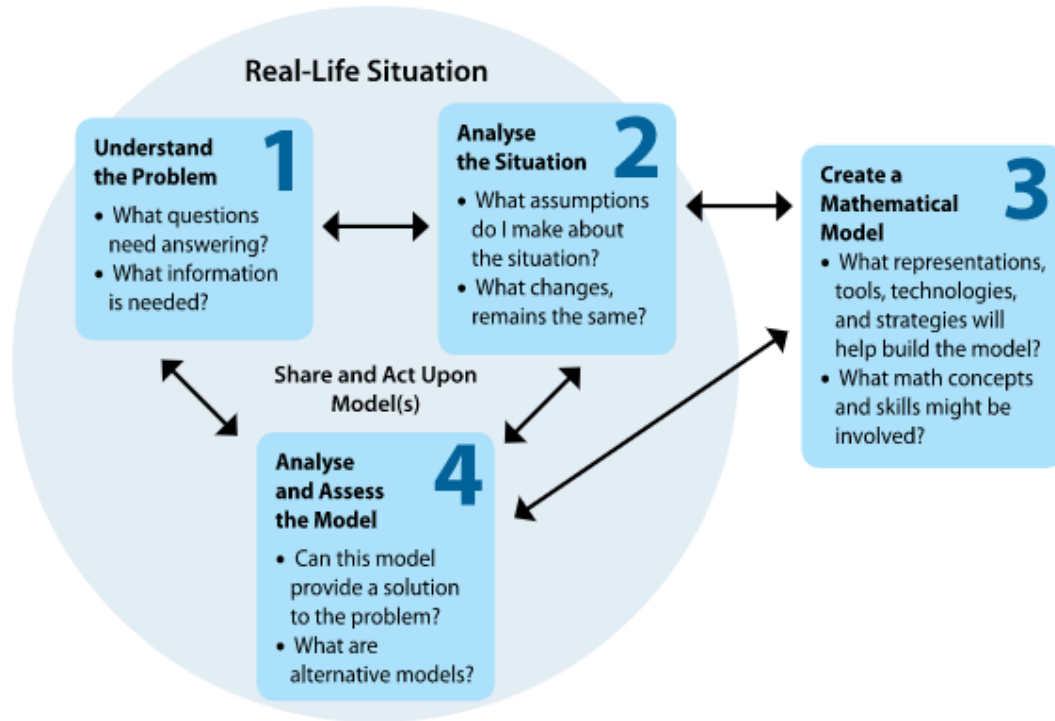 Real-Life Situation
1
Understand
the Problem
• What questions
need answering?
• What information
is needed?
2
Analyse
the Situation
• What assumptions
do I make about
the situation?
• What changes,
remains the same?
3
Create a
Mathematical
Model
• What representations,
tools, technologies,
and strategies will
help build the model?
• What math concepts
and skills might be
involved?
Share and Act Upon
Model(s)
4
Analyse
and Assess
the Model
• Can this model
provide a solution
to the problem?
• What are
alternative models?